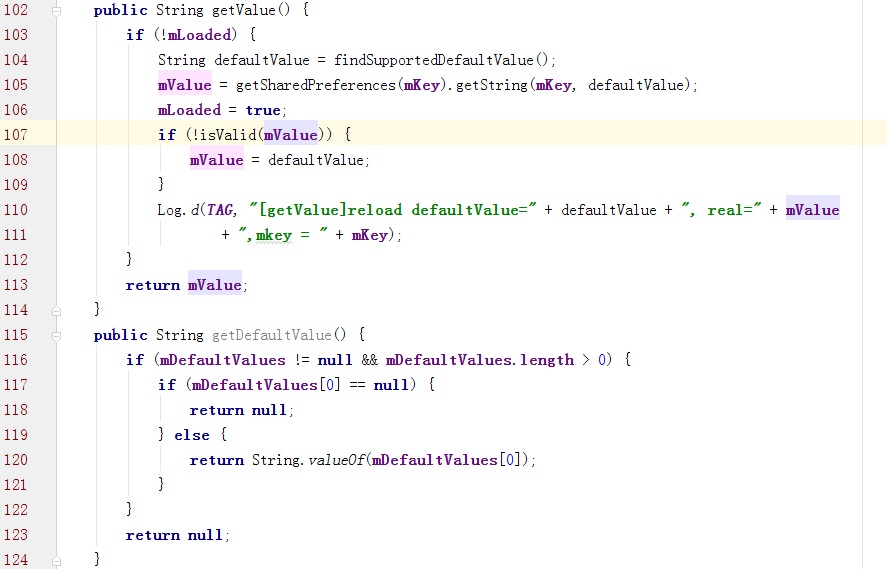 102 public String getValue() {
103 if (!mLoaded) {
104 String defaultValue = findSupportedDefaultValue();
105 mValue = getSharedPreferences(mKey).getString(mKey, defaultValue);
106 mLoaded = true;
107 if (!isValid(mValue)) {
108 mValue = defaultValue;
109 }
110 Log.d(TAG, "[getValue]reload defaultValue=" + defaultValue + ", real=" + mValue
111 + ",mkey = " + mKey);
112 }
113 return mValue;
114 }
115 public String getDefaultValue() {
116 if (mDefaultValues != null && mDefaultValues.length > 0) {
117 if (mDefaultValues[0] == null) {
118 return null;
119 } else {
120 return String.valueOf(mDefaultValues[0]);
121 }
122 }
123 return null;
124 }